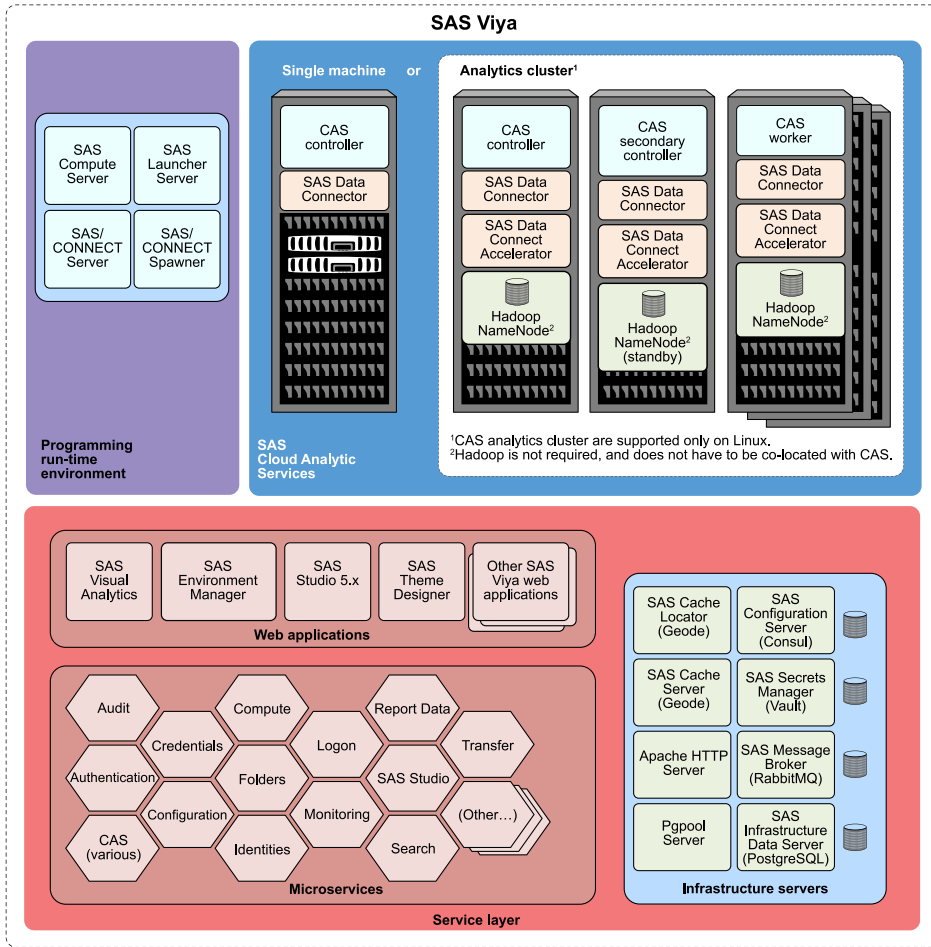 SAS Viya
SAS
Compute
Server
SAS
Launcher
Server
SAS/
CONNECT
Server
SAS/
CONNECT
Spawner
Programming
run-time
environment
Single machine or Analytics cluster¹
CAS
controller
SAS Data
Connector
CAS
controller
SAS Data
Connector
SAS Data
Connect
Accelerator
Hadoop
NameNode²
CAS
secondary
controller
SAS Data
Connector
SAS Data
Connect
Accelerator
Hadoop
NameNode²
(standby)
CAS
worker
SAS Data
Connector
SAS Data
Connect
Accelerator
Hadoop
NameNode²
SAS
Cloud Analytic
Services
¹CAS analytics cluster are supported only on Linux.
²Hadoop is not required, and does not have to be co-located with CAS.
SAS
Visual
Analytics
SAS
Environment
Manager
SAS
Studio 5.x
SAS
Theme
Designer
Other SAS
Viya web
applications
Web applications
Audit
Compute
Report Data
Credentials
Logon
Transfer
Authentication
Folders
SAS Studio
Configuration
Monitoring
(Other…)
CAS
(various)
Identities
Search
Microservices
SAS Cache
Locator
(Geode)
SAS
Configuration
Server
(Consul)
SAS Cache
Server
(Geode)
SAS Secrets
Manager
(Vault)
Apache HTTP
Server
SAS Message
Broker
(RabbitMQ)
Pgpool
Server
SAS
Infrastructure
Data Server
(PostgreSQL)
Infrastructure servers
Service layer